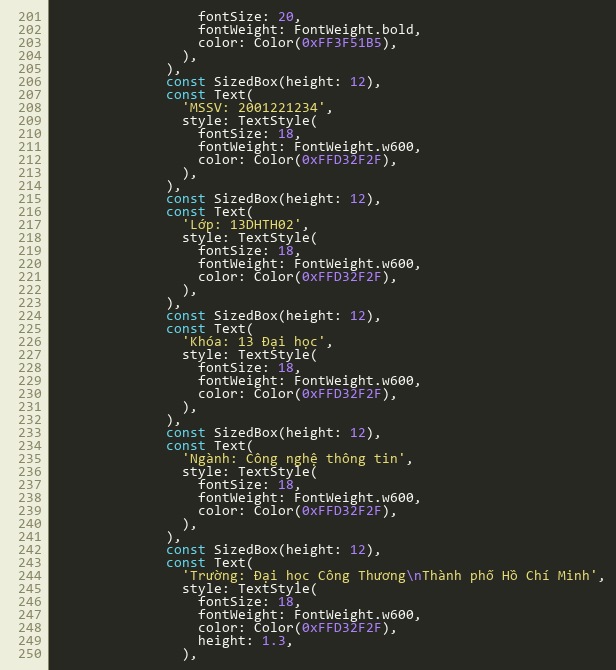 201                   fontSize: 20,
202                   fontWeight: FontWeight.bold,
203                   color: Color(0xFF3F51B5),
204                 ),
205               ),
206               const SizedBox(height: 12),
207               const Text(
208                 'MSSV: 2001221234',
209                 style: TextStyle(
210                   fontSize: 18,
211                   fontWeight: FontWeight.w600,
212                   color: Color(0xFFD32F2F),
213                 ),
214               ),
215               const SizedBox(height: 12),
216               const Text(
217                 'Lớp: 13DHTH02',
218                 style: TextStyle(
219                   fontSize: 18,
220                   fontWeight: FontWeight.w600,
221                   color: Color(0xFFD32F2F),
222                 ),
223               ),
224               const SizedBox(height: 12),
225               const Text(
226                 'Khóa: 13 Đại học',
227                 style: TextStyle(
228                   fontSize: 18,
229                   fontWeight: FontWeight.w600,
230                   color: Color(0xFFD32F2F),
231                 ),
232               ),
233               const SizedBox(height: 12),
234               const Text(
235                 'Ngành: Công nghệ thông tin',
236                 style: TextStyle(
237                   fontSize: 18,
238                   fontWeight: FontWeight.w600,
239                   color: Color(0xFFD32F2F),
240                 ),
241               ),
242               const SizedBox(height: 12),
243               const Text(
244                 'Trường: Đại học Công Thương\nThành phố Hồ Chí Minh',
245                 style: TextStyle(
246                   fontSize: 18,
247                   fontWeight: FontWeight.w600,
248                   color: Color(0xFFD32F2F),
249                   height: 1.3,
250                 ),